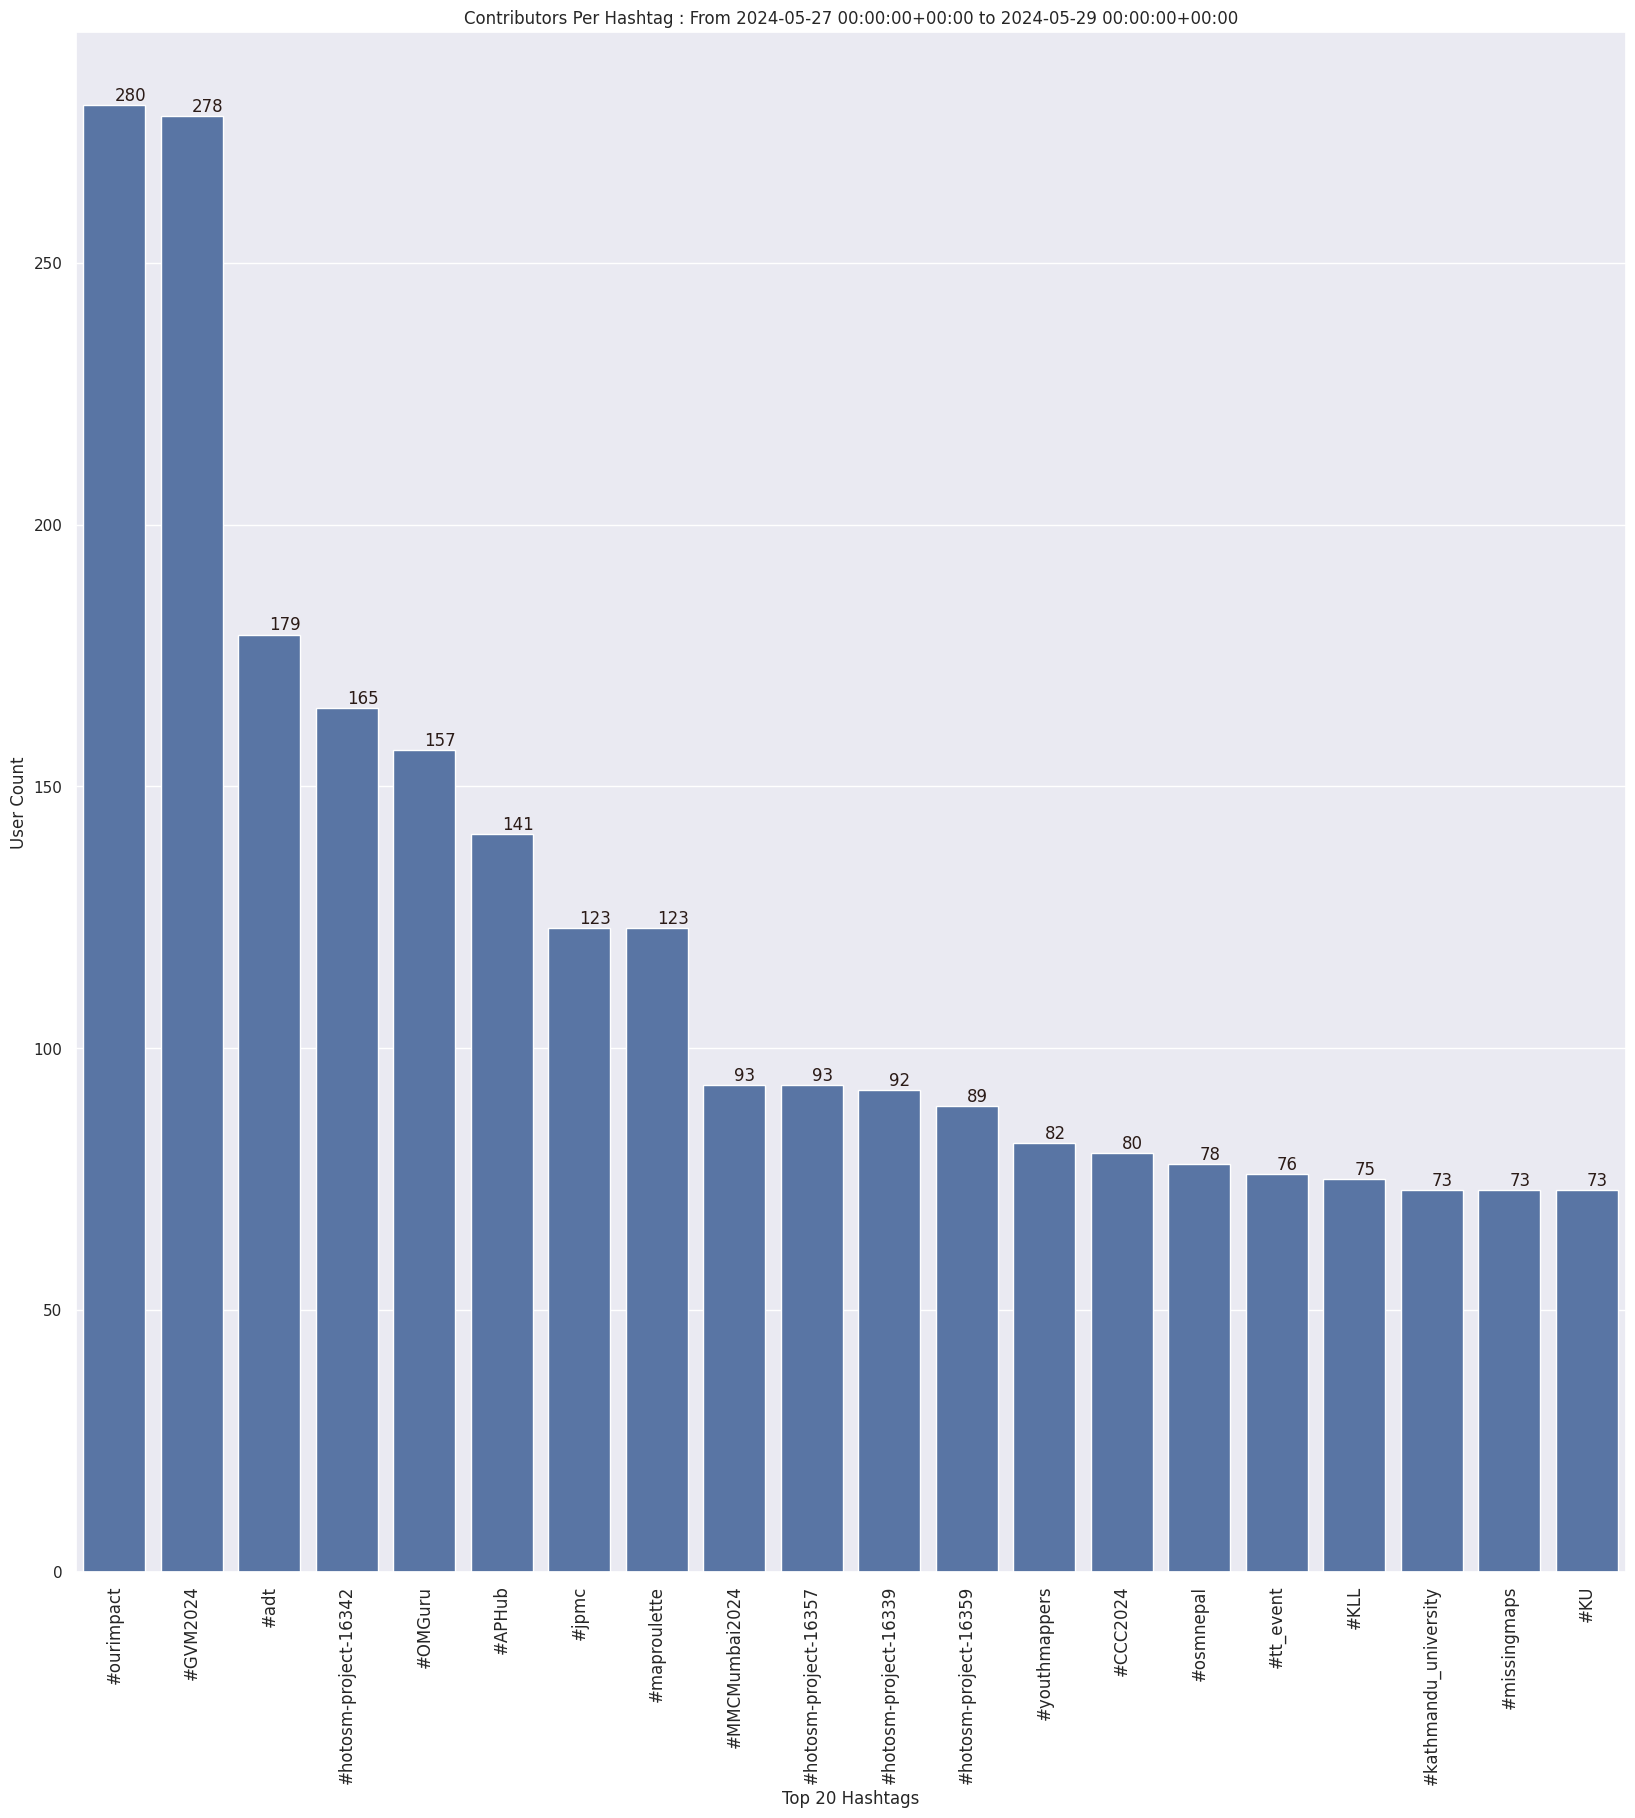 Contributors Per Hashtag : From 2024-05-27 00:00:00+00:00 to 2024-05-29 00:00:00+00:00
User Count
250
200
150
100
50
0
280
278
179
165
157
141
123
123
93
93
92
89
82
80
78
76
75
73
73
73
#ourimpact
#GVM2024
#adt
#hotosm-project-16342
#OMGuru
#APHub
#jpmc
#maproulette
#MMCMumbai2024
#hotosm-project-16357
#hotosm-project-16339
#hotosm-project-16359
#youthmappers
#CCC2024
#osmnepal
#tt_event
#KLL
#kathmandu_university
#missingmaps
#KU
Top 20 Hashtags